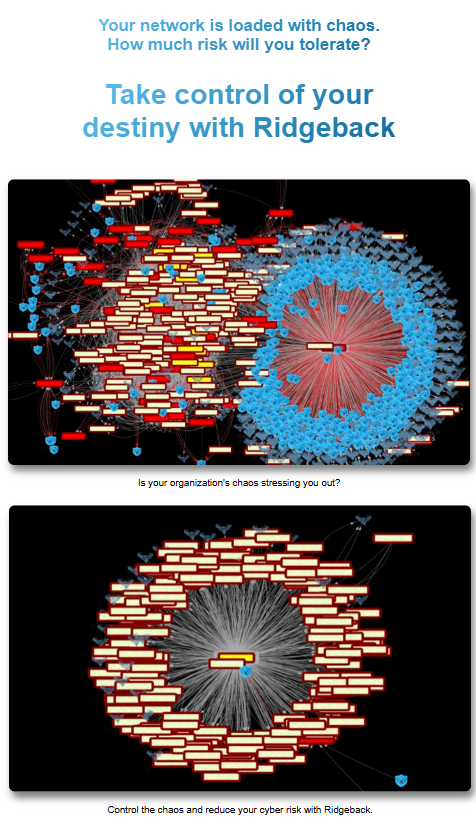 Your network is loaded with chaos.
How much risk will you tolerate?
Take control of your
destiny with Ridgeback
Is your organization's chaos stressing you out?
Control the chaos and reduce your cyber risk with Ridgeback.